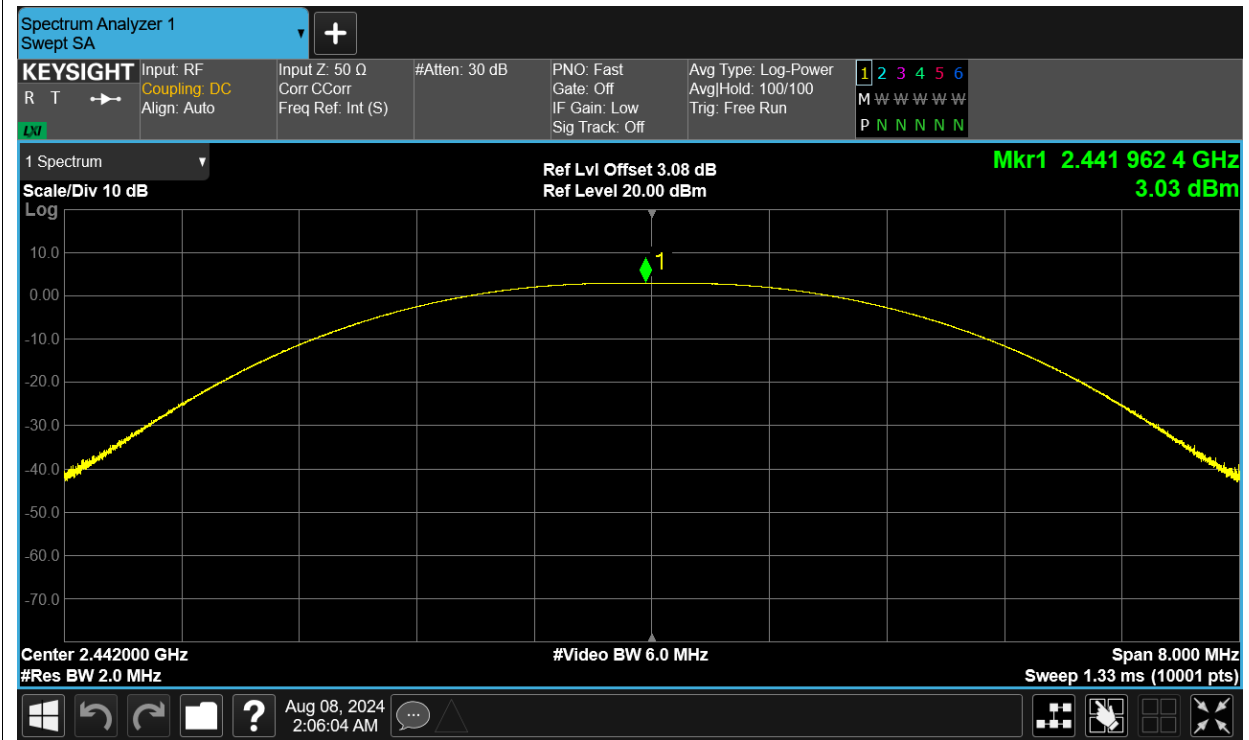 Spectrum Analyzer 1
Swept SA
KEYSIGHT
R T
LXI
Input: RF
Coupling: DC
Align: Auto
Input Z: 50 Ω
Corr CCorr
Freq Ref: Int (S)
#Atten: 30 dB
PNO: Fast
Gate: Off
IF Gain: Low
Sig Track: Off
Avg Type: Log-Power
Avg|Hold: 100/100
Trig: Free Run
1 2 3 4 5 6
M W W W W W
P N N N N N
1 Spectrum
Scale/Div 10 dB
Log
Ref Lvl Offset 3.08 dB
Ref Level 20.00 dBm
Mkr1 2.441 962 4 GHz
3.03 dBm
1
10.0
0.00
-10.0
-20.0
-30.0
-40.0
-50.0
-60.0
-70.0
Center 2.442000 GHz
#Res BW 2.0 MHz
#Video BW 6.0 MHz
Span 8.000 MHz
Sweep 1.33 ms (10001 pts)
Aug 08, 2024
2:06:04 AM